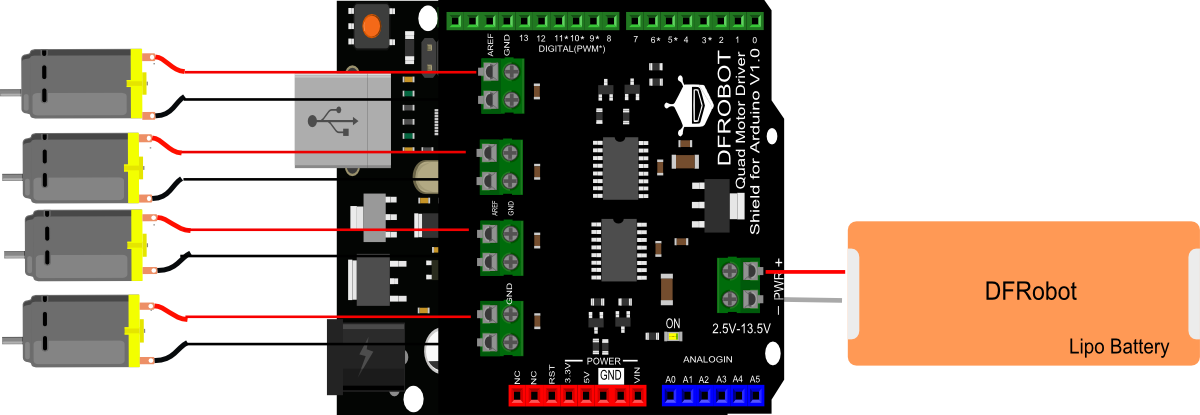 AREF
GND
13
12
11*
10*
9*
8
7
6*
5*
4
3*
2
1
0
DIGITAL(PWM*)
DFROBOT
Quad Motor Driver
Shield for Arduino V1.0
AREF
GND
GND
− PWR +
2.5V-13.5V
ON
DFRobot
Lipo Battery
POWER
NC
NC
RST
3.3V
5V
GND
VIN
ANALOGIN
A0
A1
A2
A3
A4
A5